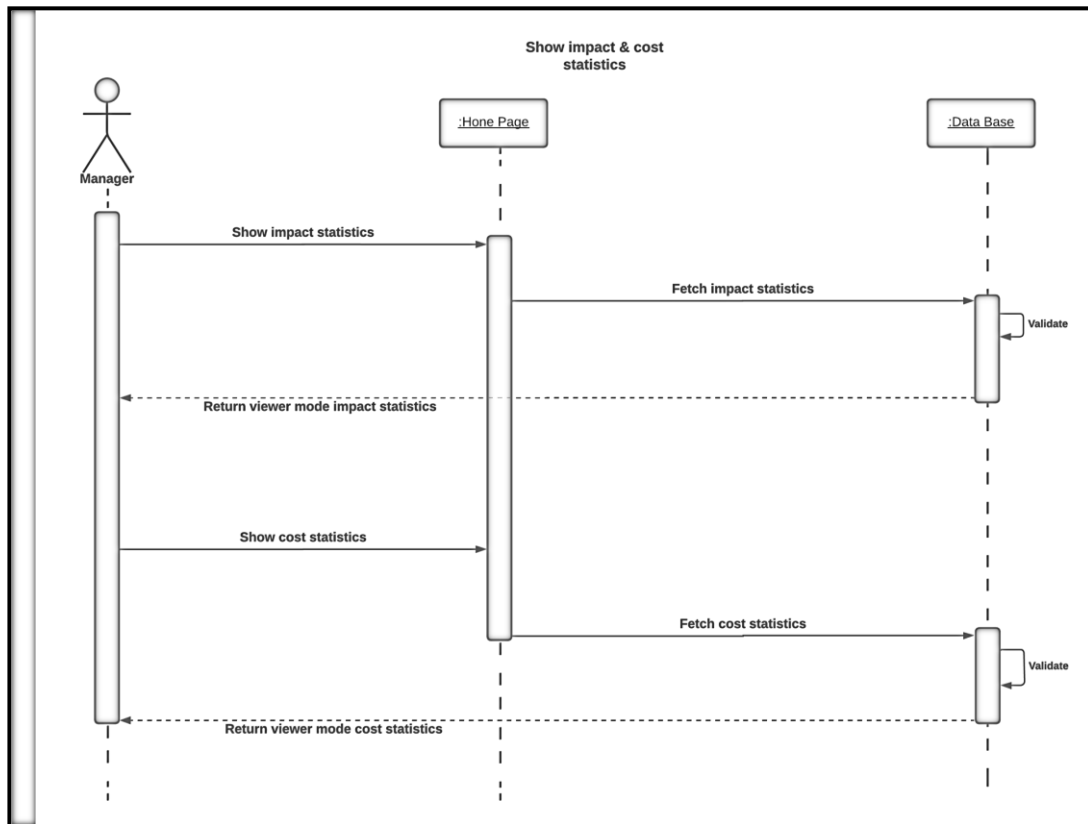 Show impact & cost
statistics
:Hone Page
:Data Base
Manager
Show impact statistics
Fetch impact statistics
Validate
Return viewer mode impact statistics
Show cost statistics
Fetch cost statistics
Validate
Return viewer mode cost statistics